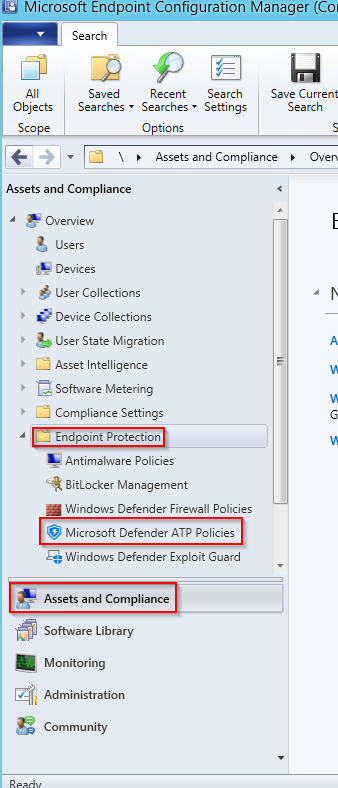 Microsoft Endpoint Configuration Manager (Co
Search
All Objects
Saved Searches
Recent Searches
Search Settings
Save Current Search
Scope
Options
S
\ Assets and Compliance Over
Assets and Compliance
Overview
Users
Devices
User Collections
Device Collections
User State Migration
Asset Intelligence
Software Metering
Compliance Settings
Endpoint Protection
Antimalware Policies
BitLocker Management
Windows Defender Firewall Policies
Microsoft Defender ATP Policies
Windows Defender Exploit Guard
Assets and Compliance
Software Library
Monitoring
Administration
Community
Ready